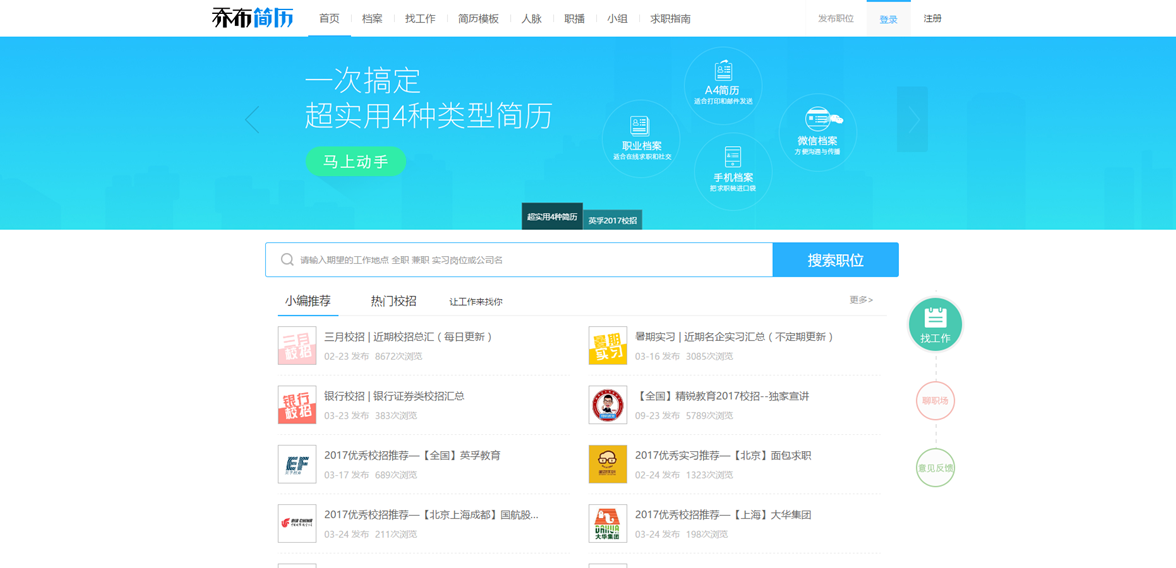 乔布简历
首页 档案 找工作 简历模板 人脉 职播 小组 求职指南
发布职位 登录 注册
一次搞定
超实用4种类型简历
马上动手
A4简历
适合打印和邮件发送
职业档案
适合在线求职和社交
微信档案
方便沟通与传播
手机档案
把求职装进口袋
超实用4种简历 英孚2017校招
请输入期望的工作地点 全职 兼职 实习岗位或公司名
搜索职位
小编推荐 热门校招 让工作来找你 更多>
三月校招
三月校招 | 近期校招总汇 ( 每日更新 )
02-23 发布 8672次浏览
暑期实习
暑期实习 | 近期名企实习汇总 ( 不定期更新 )
03-16 发布 3085次浏览
银行校招
银行校招 | 银行证券类校招汇总
03-23 发布 383次浏览
【全国】精锐教育2017校招--独家宣讲
09-23 发布 5789次浏览
EF
2017优秀校招推荐—【全国】英孚教育
03-17 发布 689次浏览
2017优秀实习推荐—【北京】面包求职
02-24 发布 1323次浏览
AIR CHINA
2017优秀校招推荐—【北京上海成都】国航股...
03-24 发布 211次浏览
DAHUA
大华集团
2017优秀校招推荐—【上海】大华集团
03-24 发布 198次浏览
找工作
聊职场
意见反馈